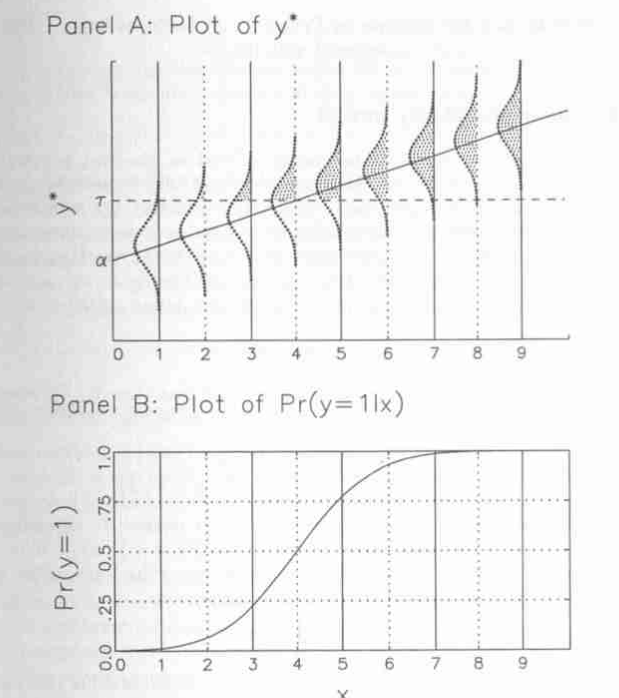 Panel A: Plot of y*
y*
τ
α
0 1 2 3 4 5 6 7 8 9
Panel B: Plot of Pr(y=1|x)
Pr(y=1)
1.0
.75
0.5
.25
0.0
0.0 1 2 3 4 5 6 7 8 9
x